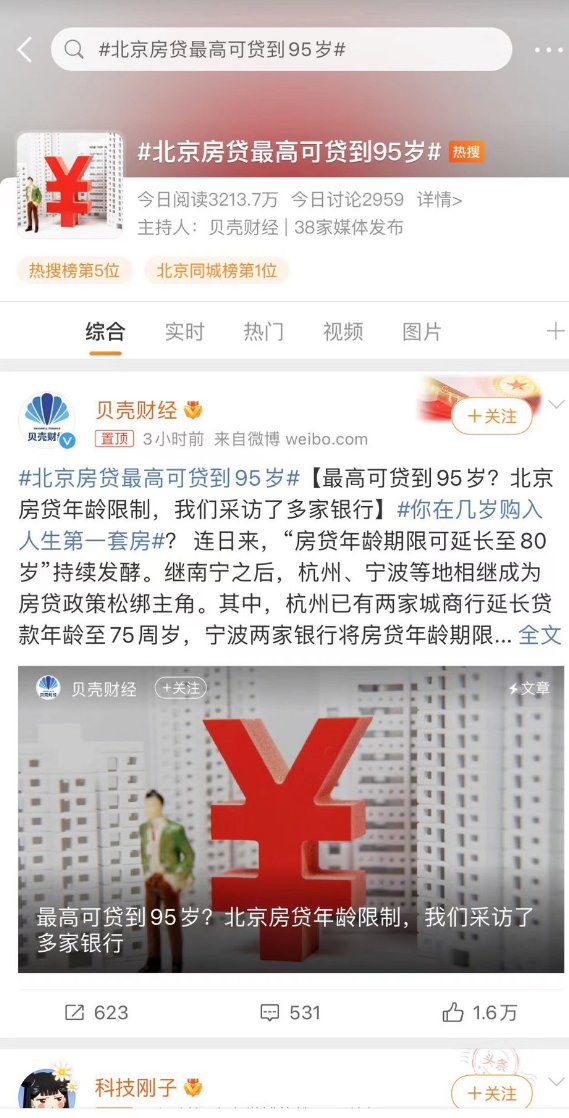 #北京房贷最高可贷到95岁#
#北京房贷最高可贷到95岁# 热搜
今日阅读3213.7万 今日讨论2959 详情>
主持人：贝壳财经 | 38家媒体发布
热搜榜第5位 北京同城榜第1位
综合 实时 热门 视频 图片
贝壳财经
+关注
置顶 3小时前 来自微博 weibo.com
贝壳财经
#北京房贷最高可贷到95岁#【最高可贷到95岁？北京
房贷年龄限制，我们采访了多家银行】#你在几岁购入
人生第一套房#？ 连日来，“房贷年龄期限可延长至80
岁”持续发酵。继南宁之后，杭州、宁波等地相继成为
房贷政策松绑主角。其中，杭州已有两家城商行延长贷
款年龄至75周岁，宁波两家银行将房贷年龄期限... 全文
贝壳财经 +关注 文章
最高可贷到95岁？北京房贷年龄限制，我们采访了
多家银行
623 531 1.6万
头条
科技刚子
+关注